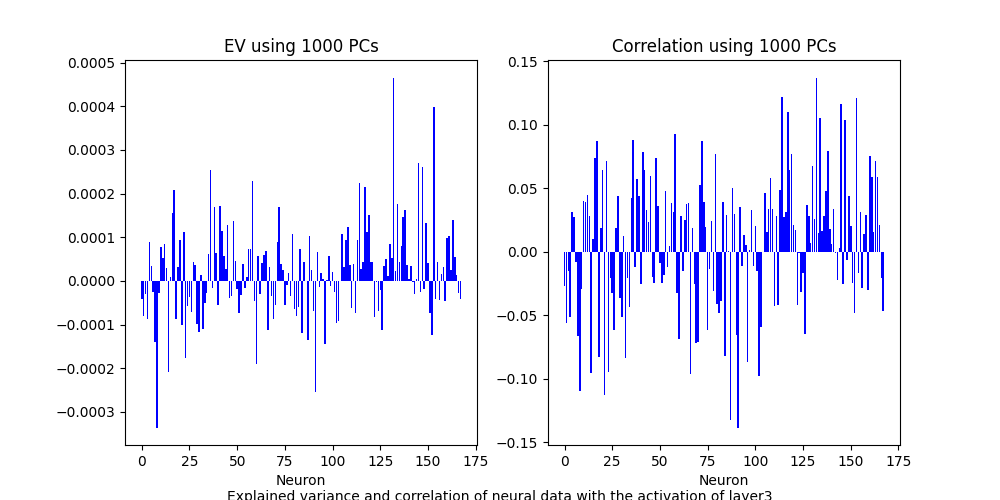 EV using 1000 PCs
0.0005
0.0004
0.0003
0.0002
0.0001
0.0000
−0.0001
−0.0002
−0.0003
0 25 50 75 100 125 150 175
Neuron
Correlation using 1000 PCs
0.15
0.10
0.05
0.00
−0.05
−0.10
−0.15
0 25 50 75 100 125 150 175
Neuron
Explained variance and correlation of neural data with the activation of layer3